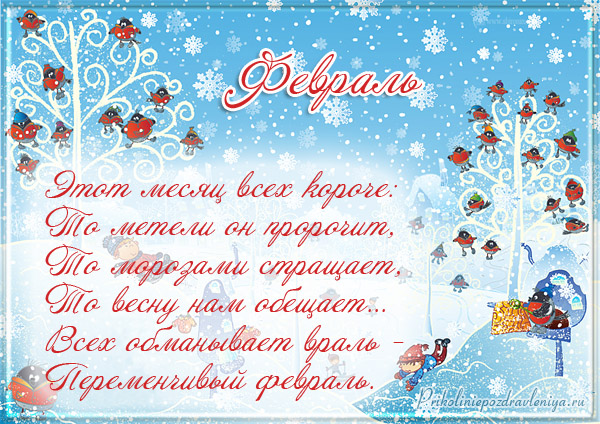 Февраль
Этот месяц всех короче:
То метели он пророчит,
То морозами стращает,
То весну нам обещает...
Всех обманывает враль -
Переменчивый февраль.
Prikoliniepozdravleniya.ru